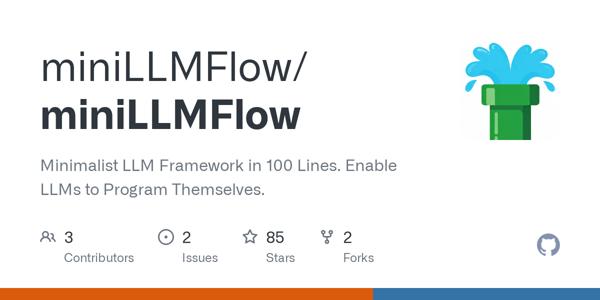 miniLLMFlow/
miniLLMFlow
Minimalist LLM Framework in 100 Lines. Enable
LLMs to Program Themselves.
3 2 85 2
Contributors Issues Stars Forks